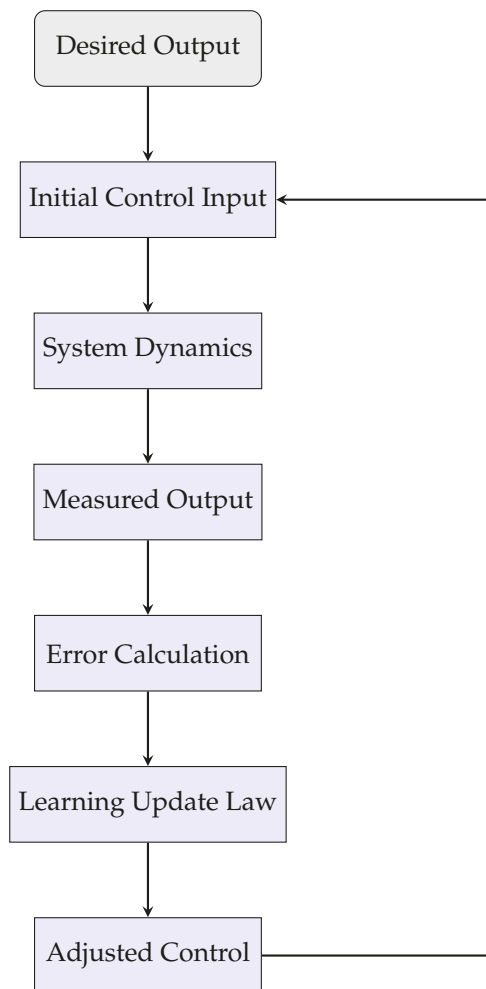 Desired Output
Initial Control Input
System Dynamics
Measured Output
Error Calculation
Learning Update Law
Adjusted Control